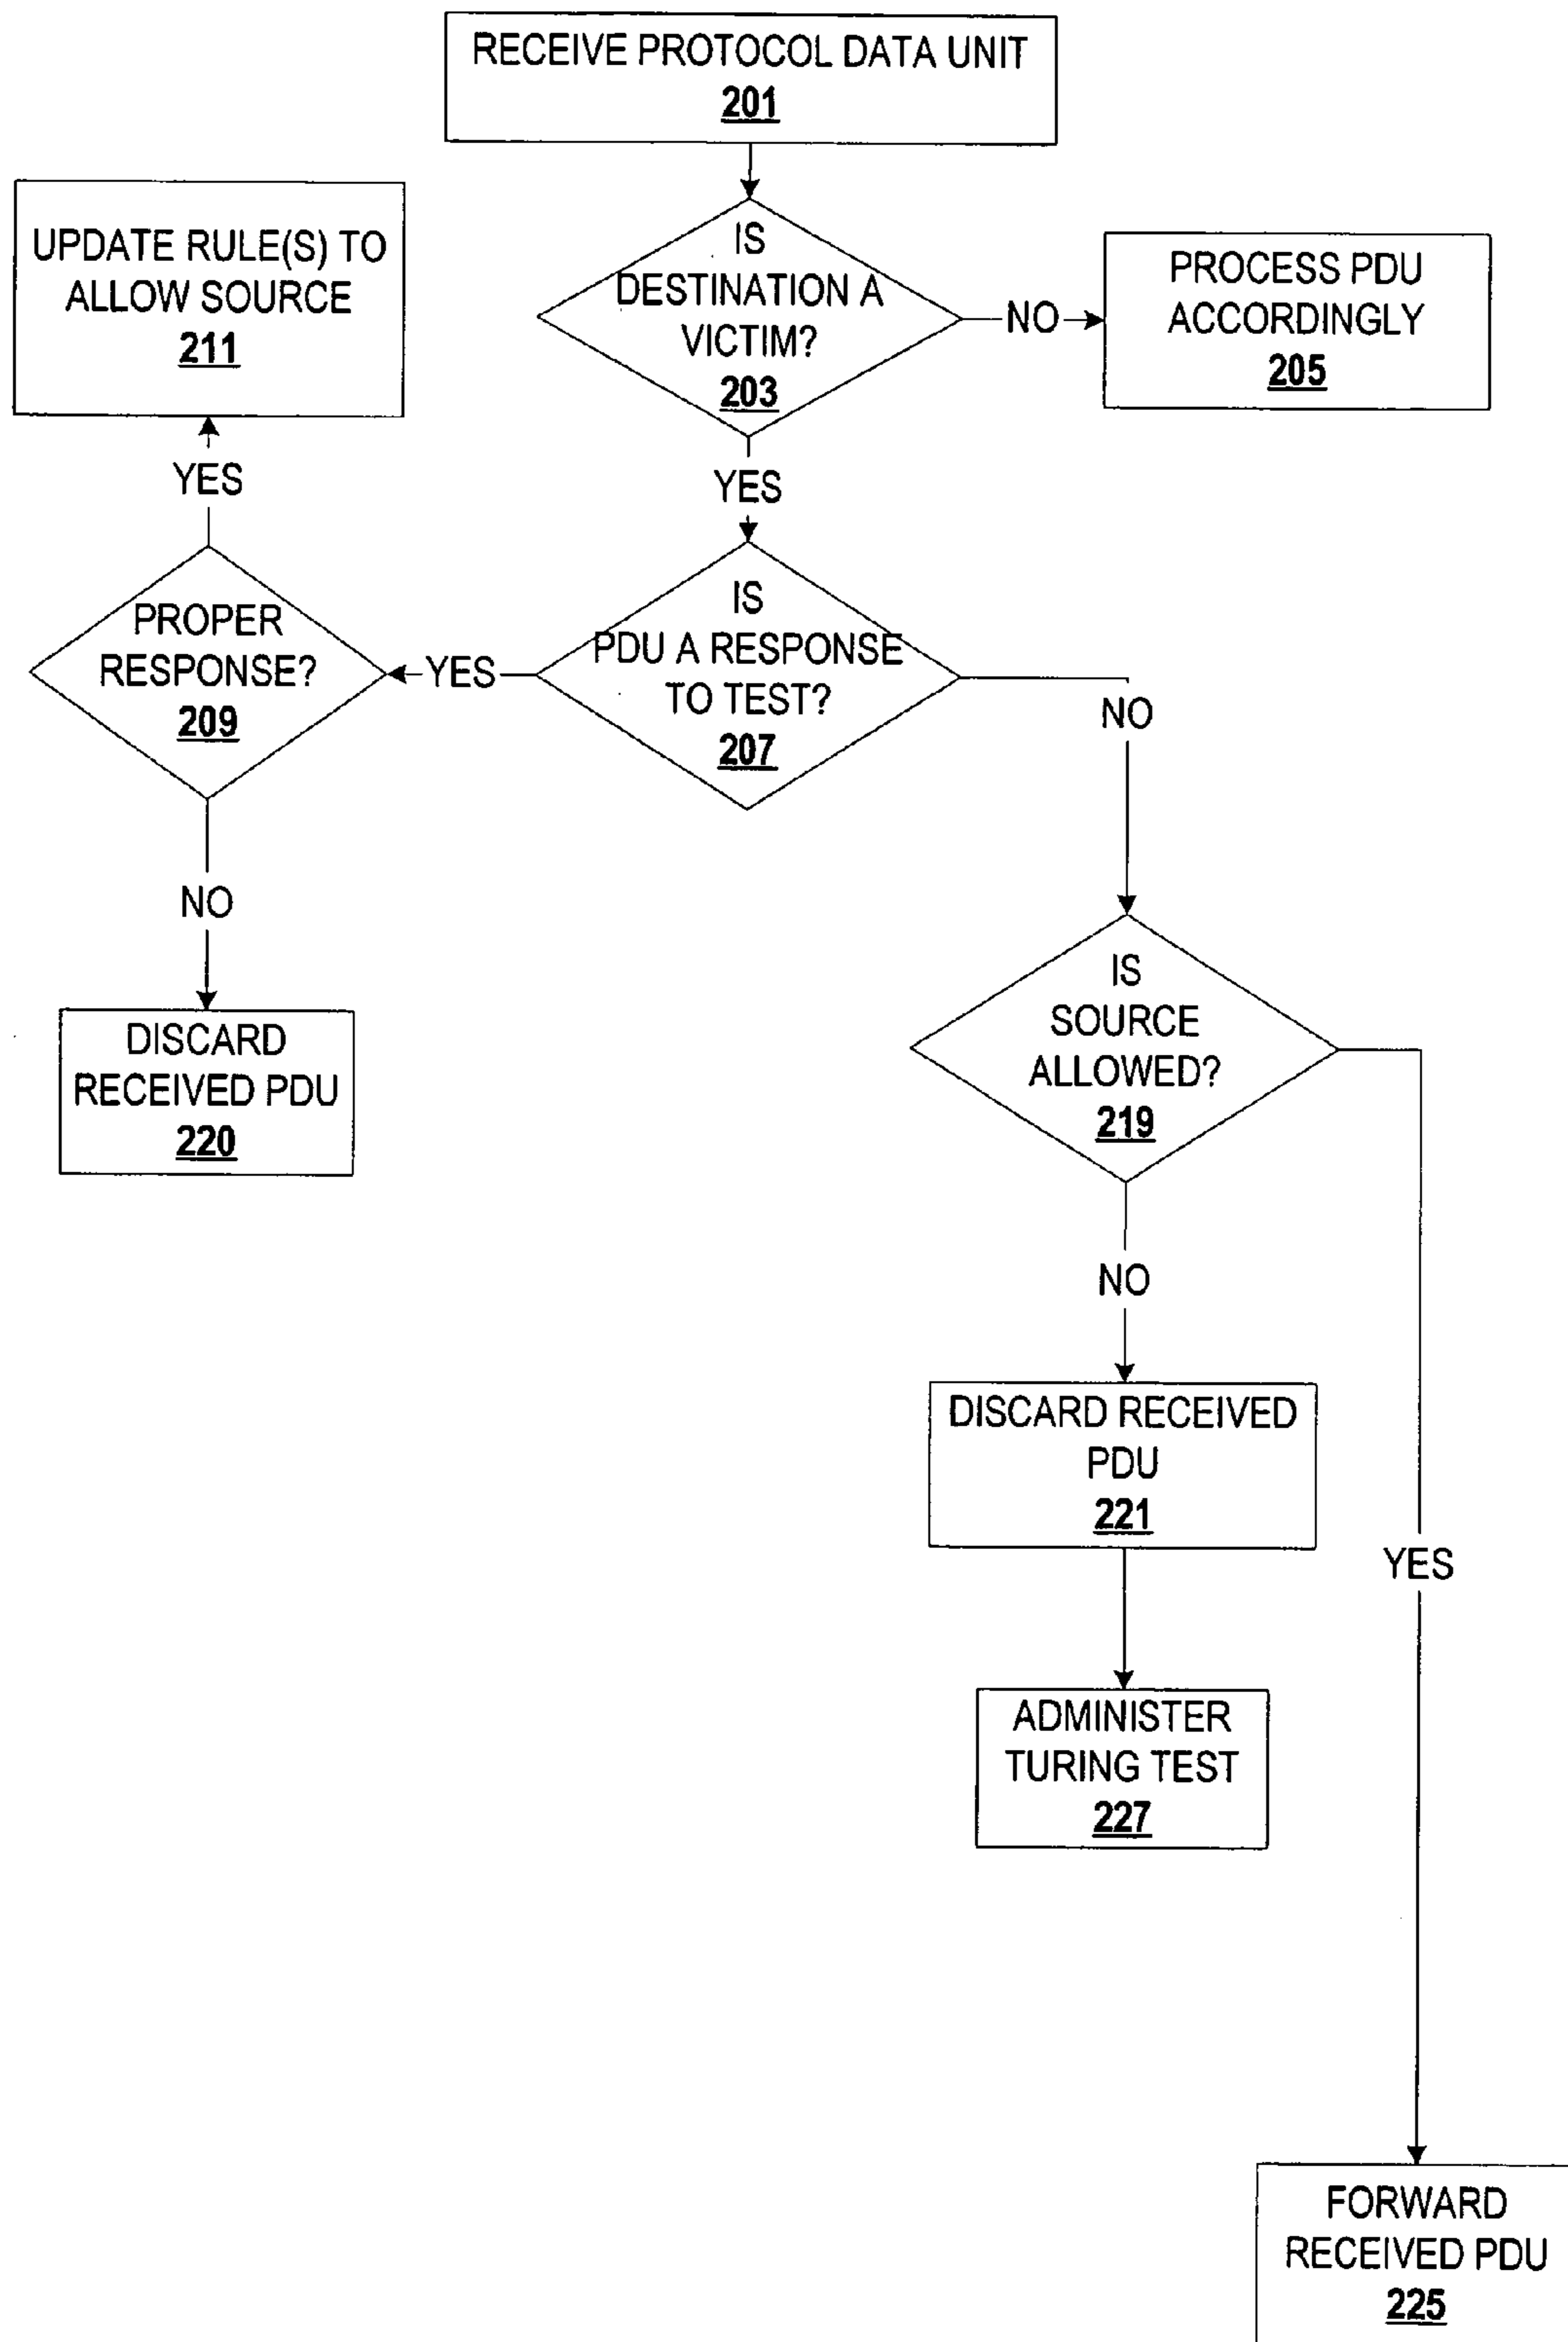 RECEIVE PROTOCOL DATA UNIT
201
UPDATE RULE(S) TO
ALLOW SOURCE
211
IS
DESTINATION A
VICTIM?
203
NO
PROCESS PDU
ACCORDINGLY
205
YES
YES
PROPER
RESPONSE?
209
YES
IS
PDU A RESPONSE
TO TEST?
207
NO
NO
DISCARD
RECEIVED PDU
220
IS
SOURCE
ALLOWED?
219
NO
DISCARD RECEIVED
PDU
221
YES
ADMINISTER
TURING TEST
227
FORWARD
RECEIVED PDU
225